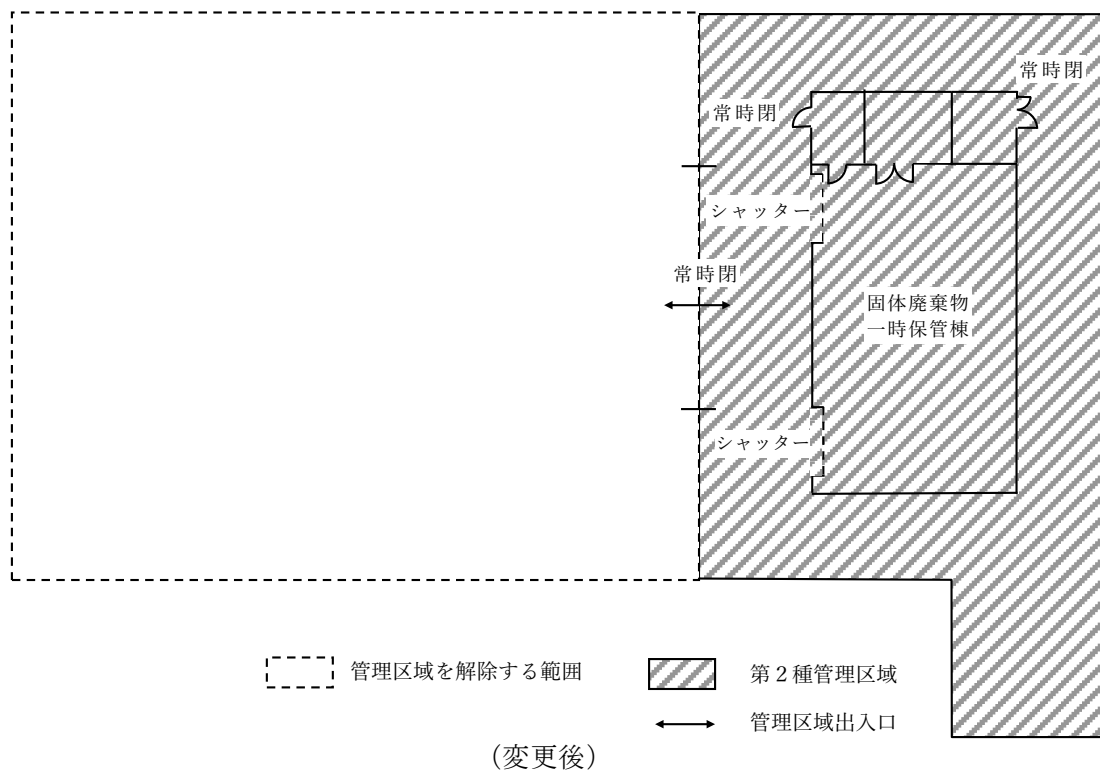 常時閉
常時閉
シャッター
常時閉
固体廃棄物
一時保管棟
シャッター
管理区域を解除する範囲
第２種管理区域
管理区域出入口
（変更後）